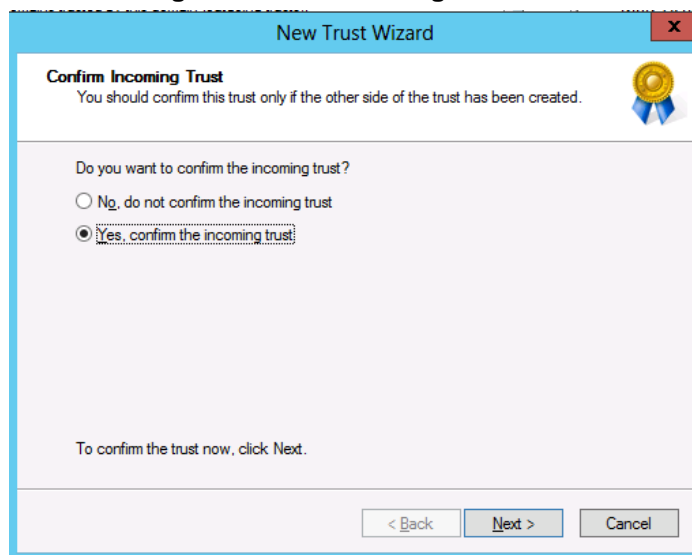 New Trust Wizard
x
Confirm Incoming Trust
You should confirm this trust only if the other side of the trust has been created.
Do you want to confirm the incoming trust?
No, do not confirm the incoming trust
Yes, confirm the incoming trust
To confirm the trust now, click Next.
< Back Next > Cancel